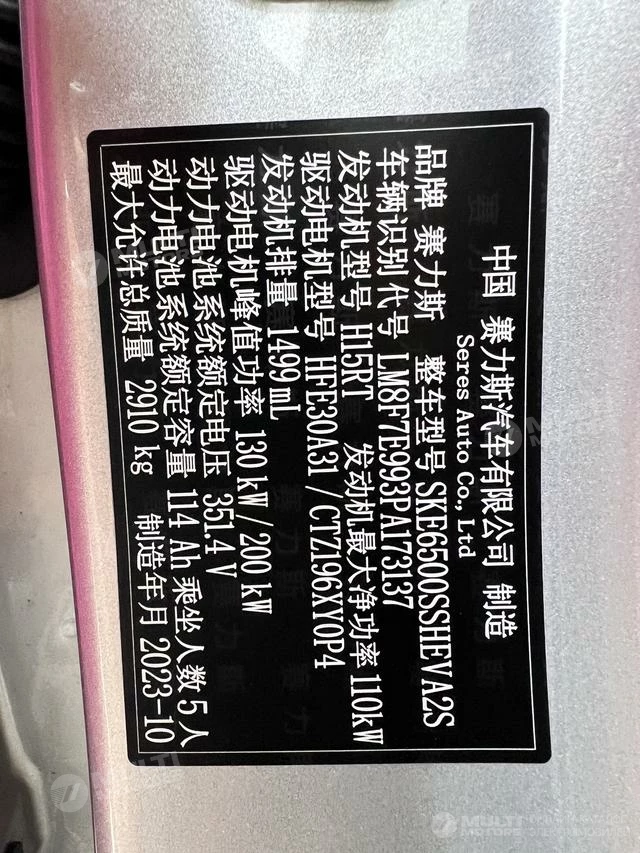 中国 赛力斯汽车有限公司 制造
Seres Auto Co., Ltd
品牌 赛力斯 整车型号 SKE6500SSHEVA2S
车辆识别代号 LM8F7E993PA173137
发动机型号 H15RT 发动机最大净功率 110kW
驱动电机型号 HFE30A31 / CTZ196XY0P4
发动机排量 1499 mL
驱动电机峰值功率 130 kW/200 kW
动力电池系统额定电压 351.4 V
动力电池系统额定容量 114 Ah 乘坐人数 5 人
最大允许总质量 2910 kg 制造年月 2023-10
MULTI
MOTORS